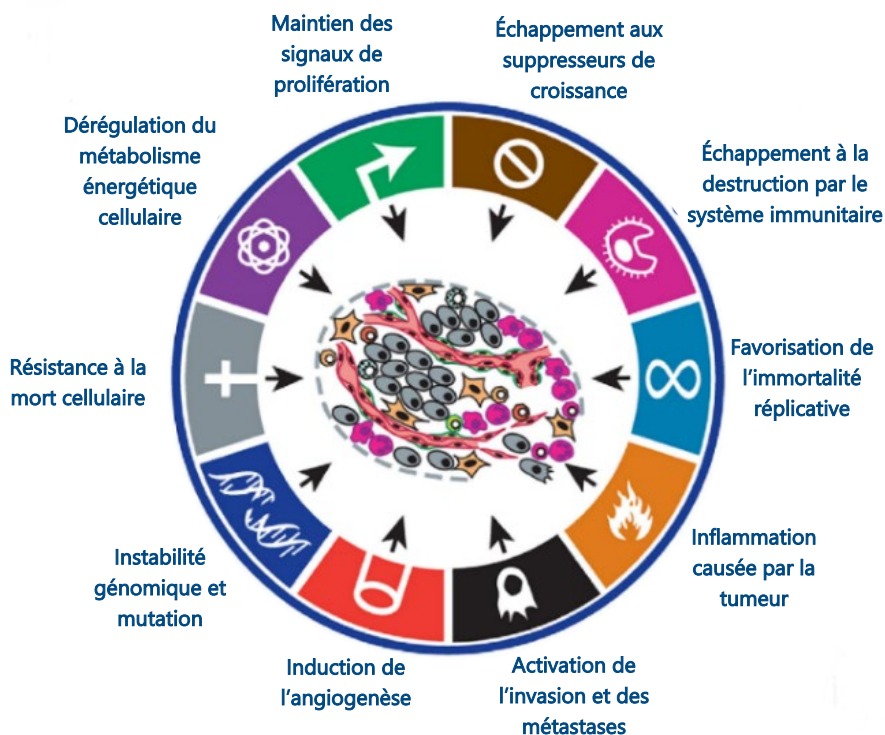 Maintien des
signaux de
prolifération
Échappement aux
suppresseurs de
croissance
Échappement à la
destruction par le
système immunitaire
Favorisation de
l’immortalité
réplicative
Inflammation
causée par la
tumeur
Activation de
l’invasion et des
métastases
Induction de
l’angiogenèse
Instabilité
génomique et
mutation
Résistance à la
mort cellulaire
Dérégulation du
métabolisme
énergétique
cellulaire